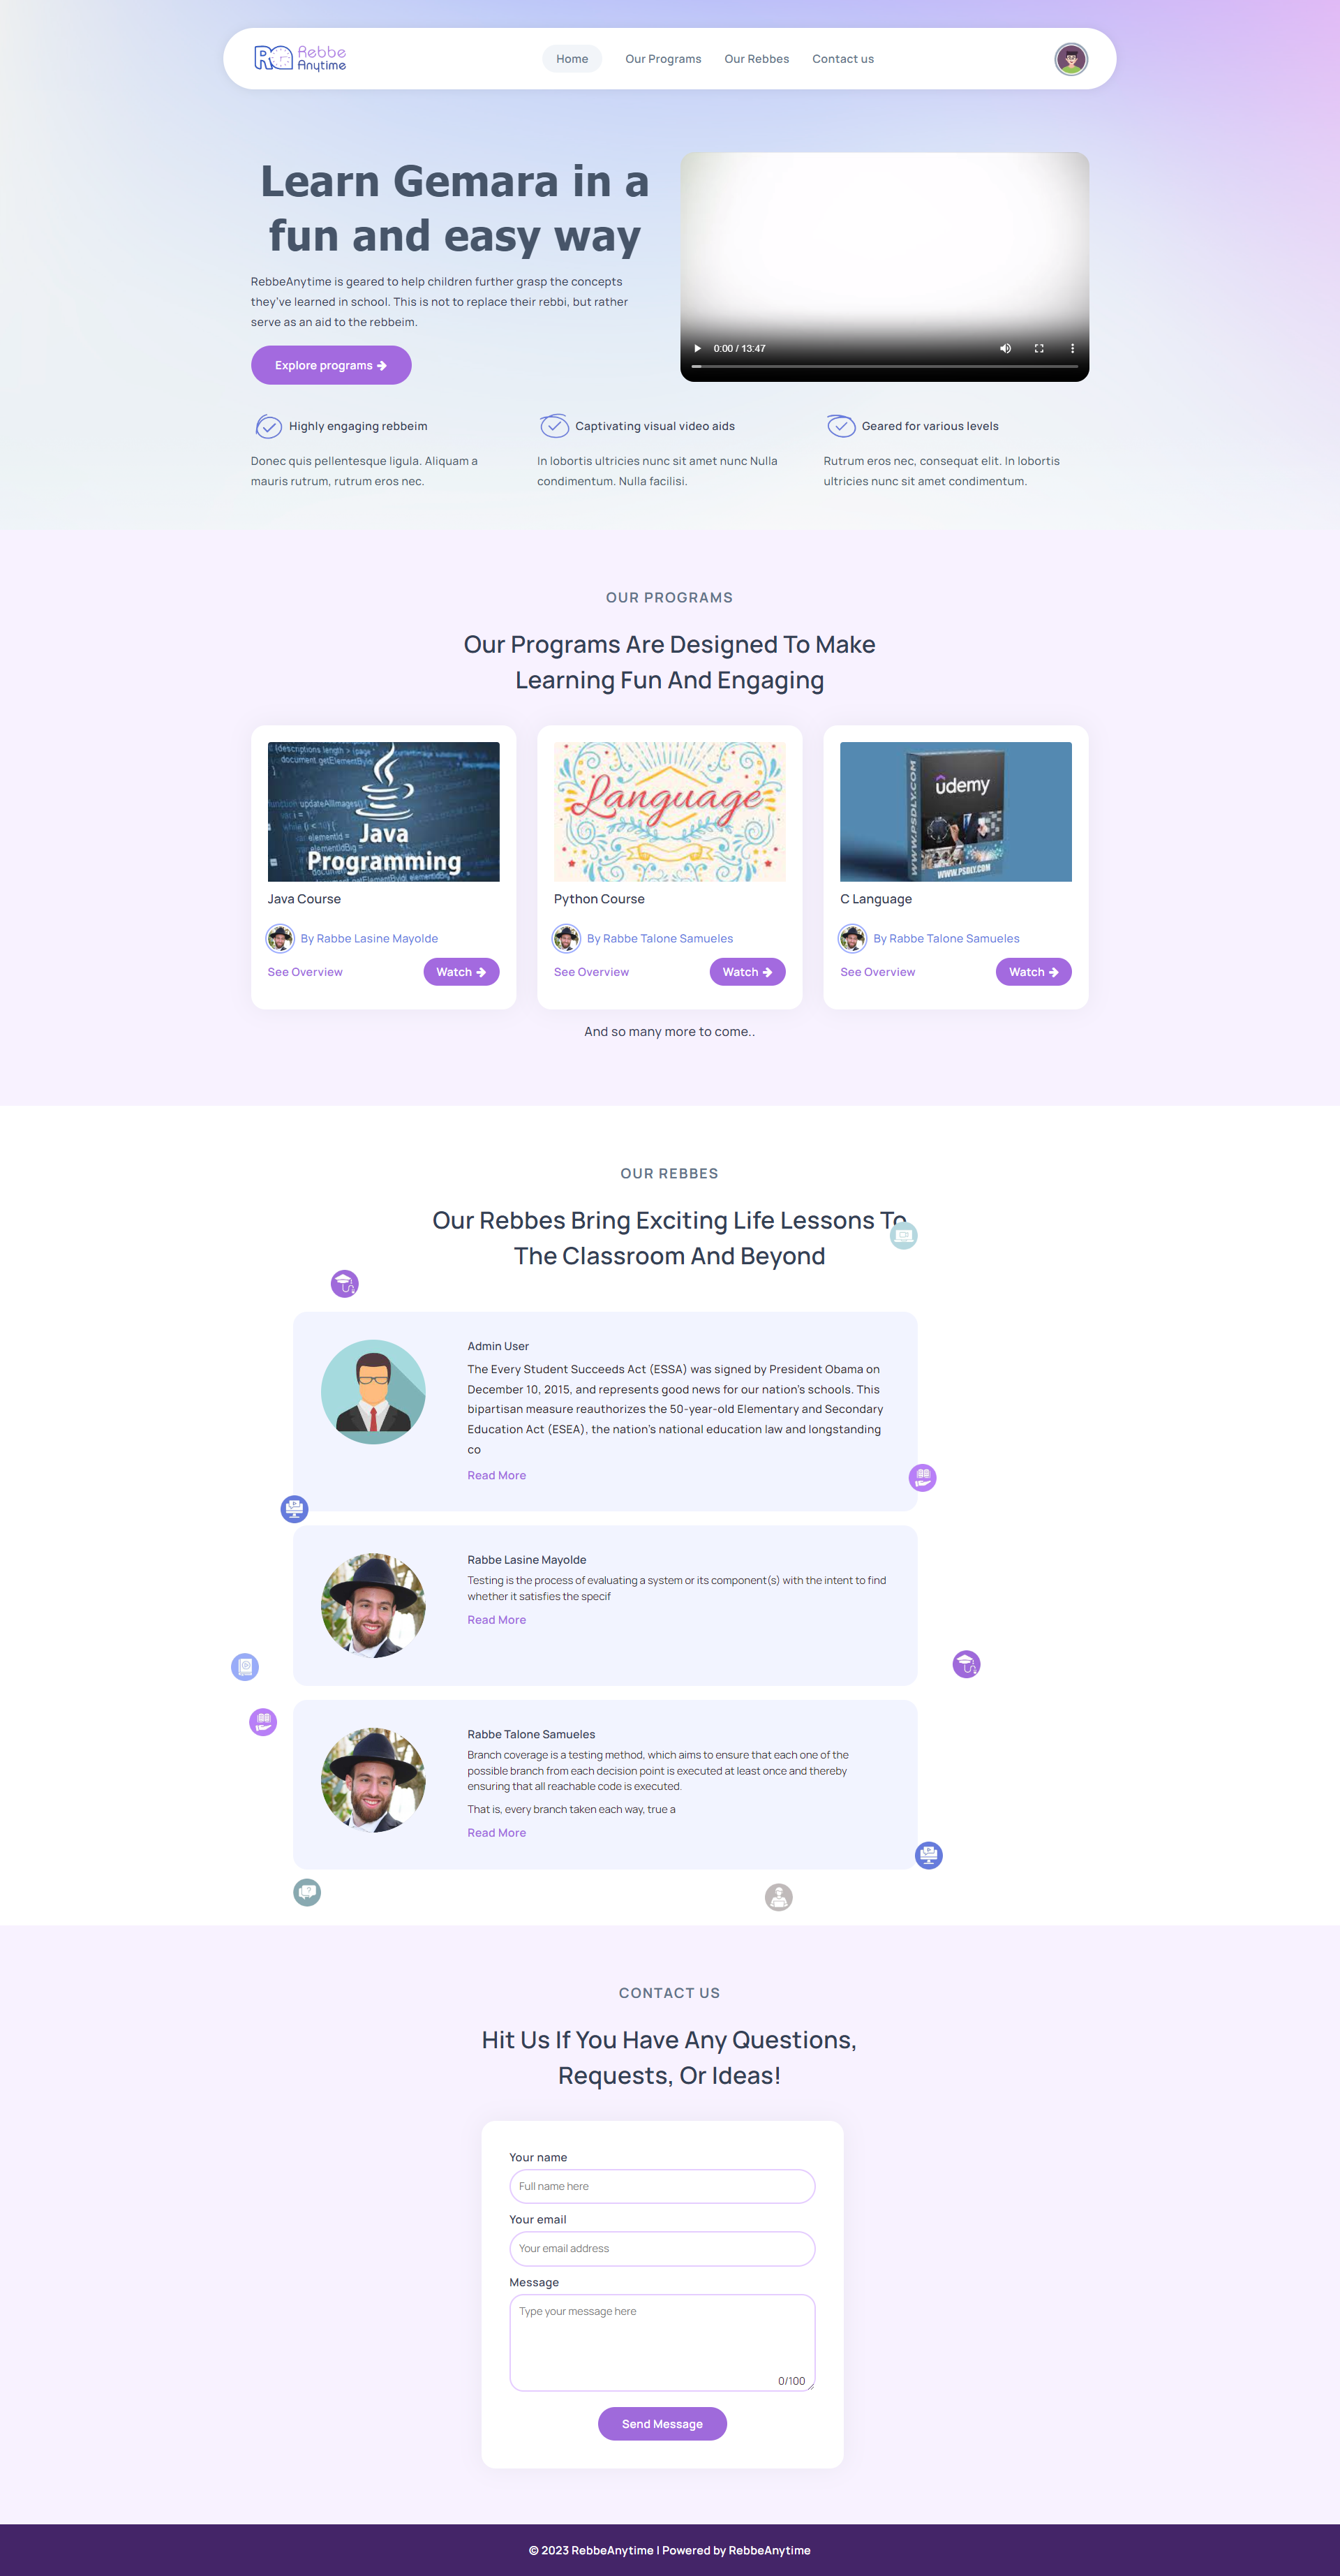 Rebbe
Anytime
Home
Our Programs
Our Rebbes
Contact us
Learn Gemara in a
fun and easy way
RebbeAnytime is geared to help children further grasp the concepts
they've learned in school. This is not to replace their rebbi, but rather
serve as an aid to the rebbeim.
Explore programs
0:00 / 13:47
Highly engaging rebbeim
Donec quis pellentesque ligula. Aliquam a
mauris rutrum, rutrum eros nec.
Captivating visual video aids
In lobortis ultricies nunc sit amet nunc Nulla
condimentum. Nulla facilisi.
Geared for various levels
Rutrum eros nec, consequat elit. In lobortis
ultricies nunc sit amet condimentum.
OUR PROGRAMS
Our Programs Are Designed To Make
Learning Fun And Engaging
Java
Programming
Java Course
By Rabbe Lasine Mayolde
See Overview
Watch
Language
Python Course
By Rabbe Talone Samueles
See Overview
Watch
WWW.PSDLY.COM
udemy
WWW.PSDLY.COM
C Language
By Rabbe Talone Samueles
See Overview
Watch
And so many more to come..
OUR REBBES
Our Rebbes Bring Exciting Life Lessons To
The Classroom And Beyond
Admin User
The Every Student Succeeds Act (ESSA) was signed by President Obama on
December 10, 2015, and represents good news for our nation's schools. This
bipartisan measure reauthorizes the 50-year-old Elementary and Secondary
Education Act (ESEA), the nation's national education law and longstanding
co
Read More
Rabbe Lasine Mayolde
Testing is the process of evaluating a system or its component(s) with the intent to find
whether it satisfies the specif
Read More
Rabbe Talone Samueles
Branch coverage is a testing method, which aims to ensure that each one of the
possible branch from each decision point is executed at least once and thereby
ensuring that all reachable code is executed.
That is, every branch taken each way, true a
Read More
CONTACT US
Hit Us If You Have Any Questions,
Requests, Or Ideas!
Your name
Full name here
Your email
Your email address
Message
Type your message here
0/100
Send Message
© 2023 RebbeAnytime | Powered by RebbeAnytime